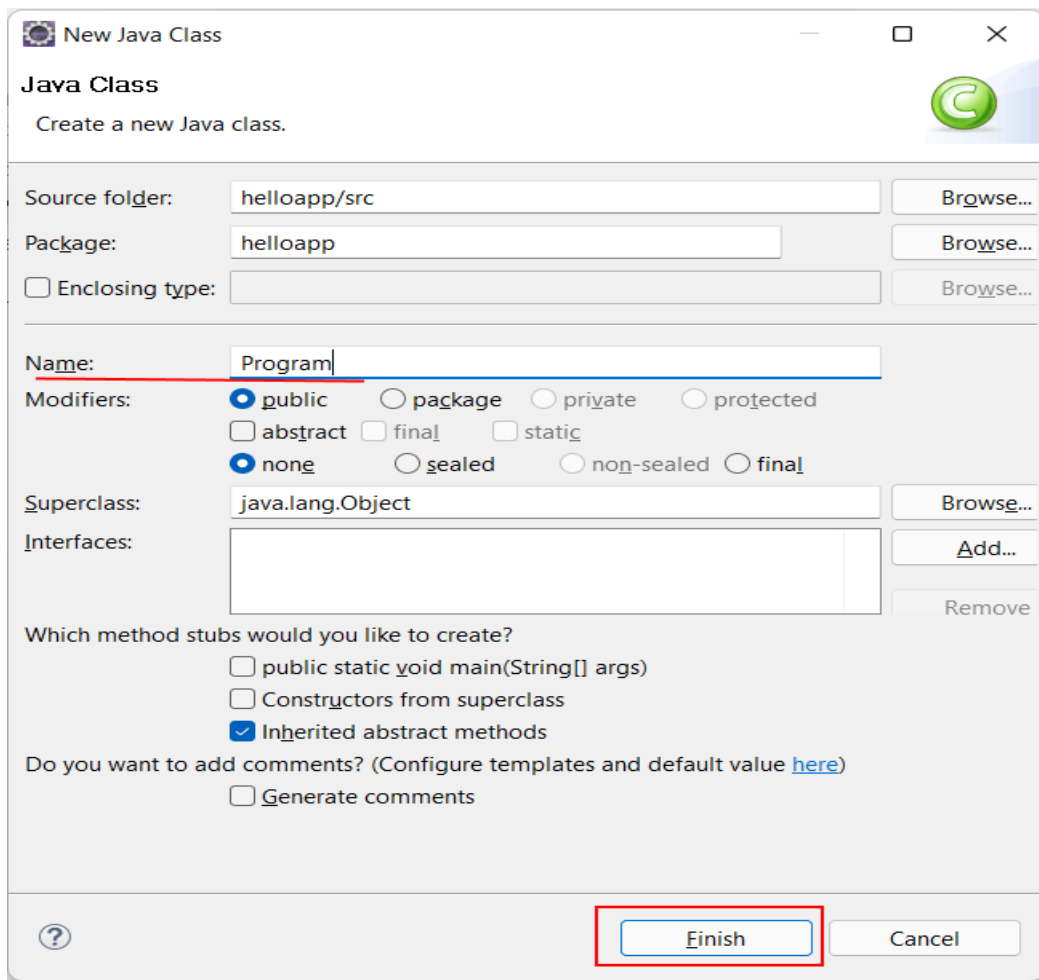 New Java Class
Java Class
Create a new Java class.
Source folder: helloapp/src Browse...
Package: helloapp Browse...
Enclosing type: Browse...
Name: Program
Modifiers: public package private protected
abstract final static
none sealed non-sealed final
Superclass: java.lang.Object Browse...
Interfaces: Add...
Remove
Which method stubs would you like to create?
public static void main(String[] args)
Constructors from superclass
Inherited abstract methods
Do you want to add comments? (Configure templates and default value here)
Generate comments
? Finish Cancel